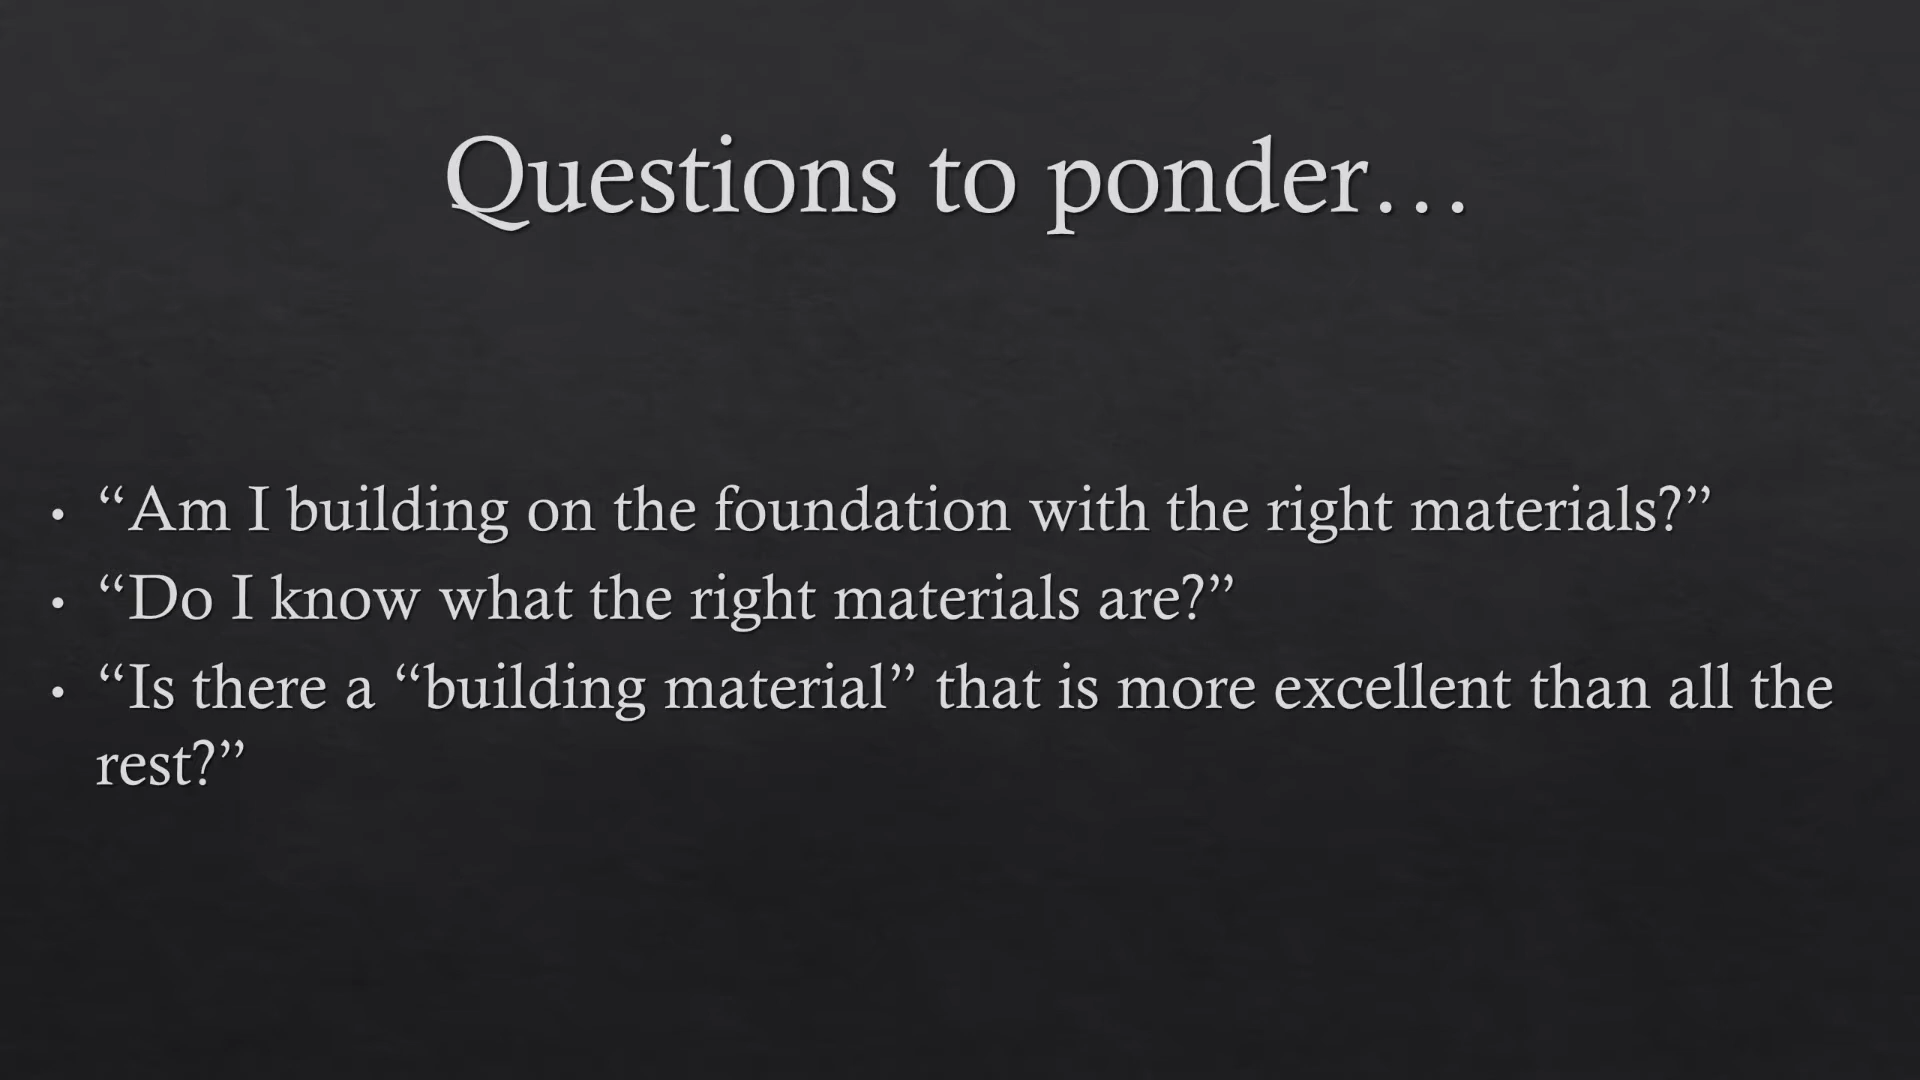 Questions to ponder…
• “Am I building on the foundation with the right materials?”
• “Do I know what the right materials are?”
• “Is there a “building material” that is more excellent than all the
rest?”